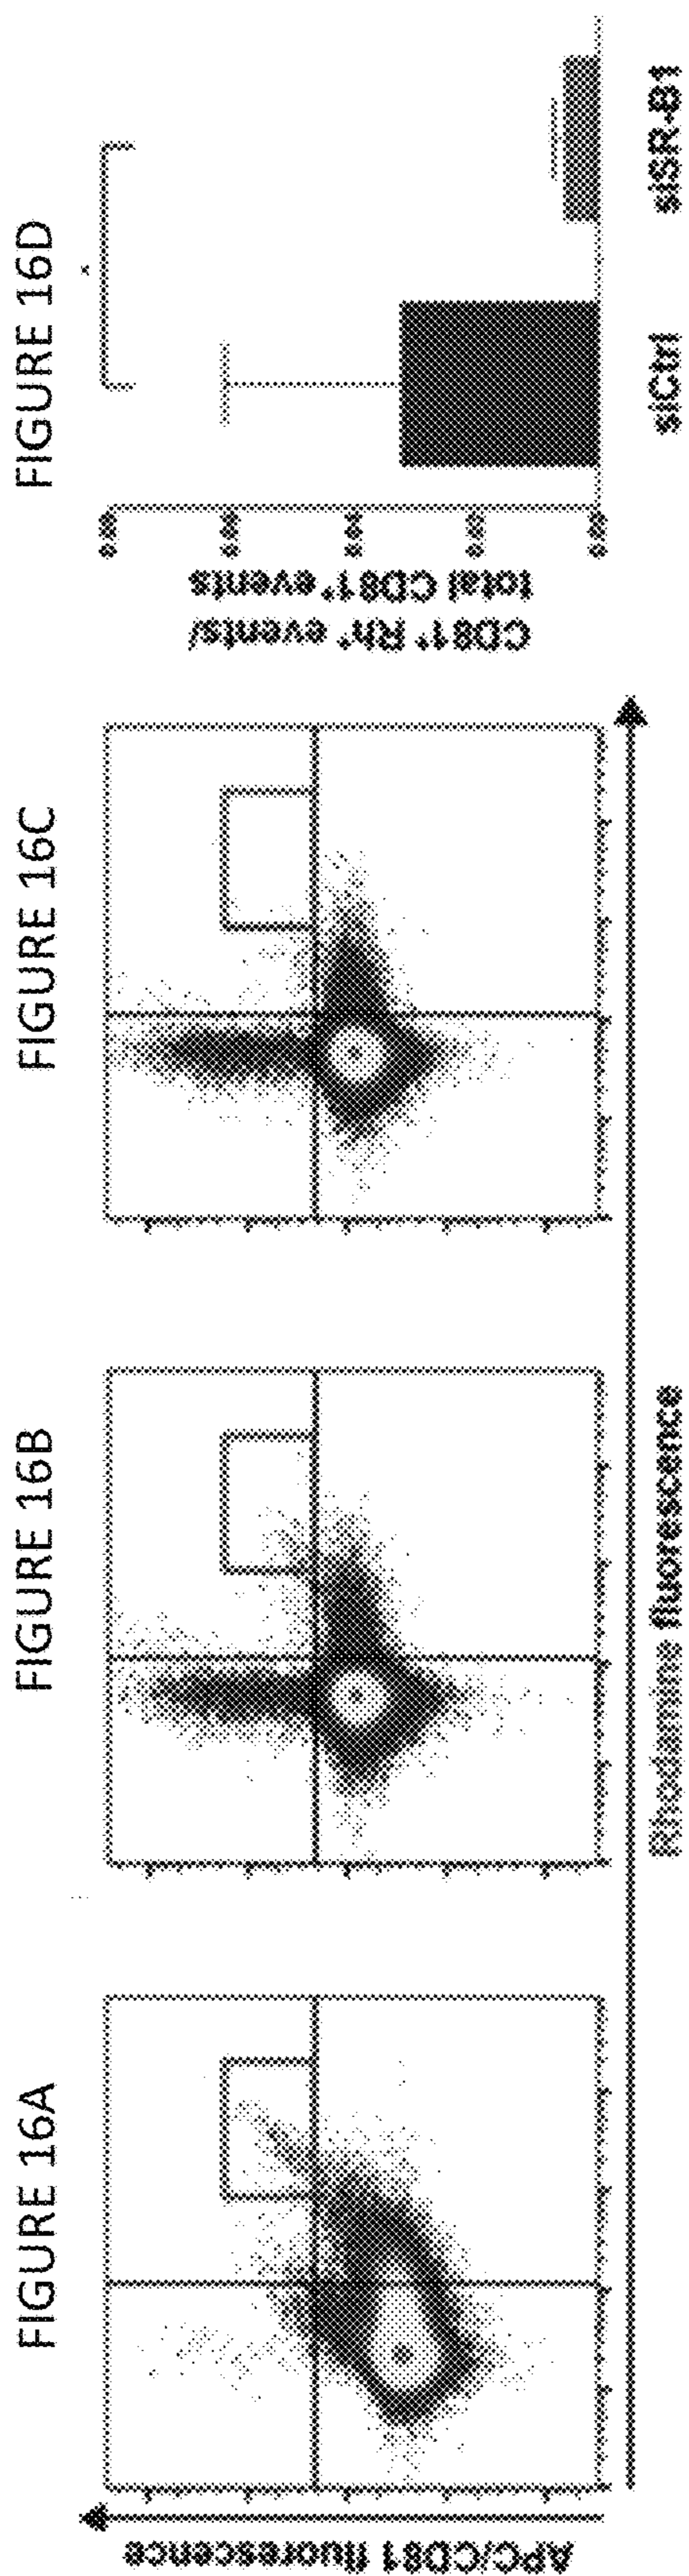 FIGURE 16A
FIGURE 16B
FIGURE 16C
FIGURE 16D
APC/CD81 fluorescence
Rhodamine fluorescence
CD81⁺ Rh⁺ events/
total CD81⁺ events
siCtrl
siSR-B1
*